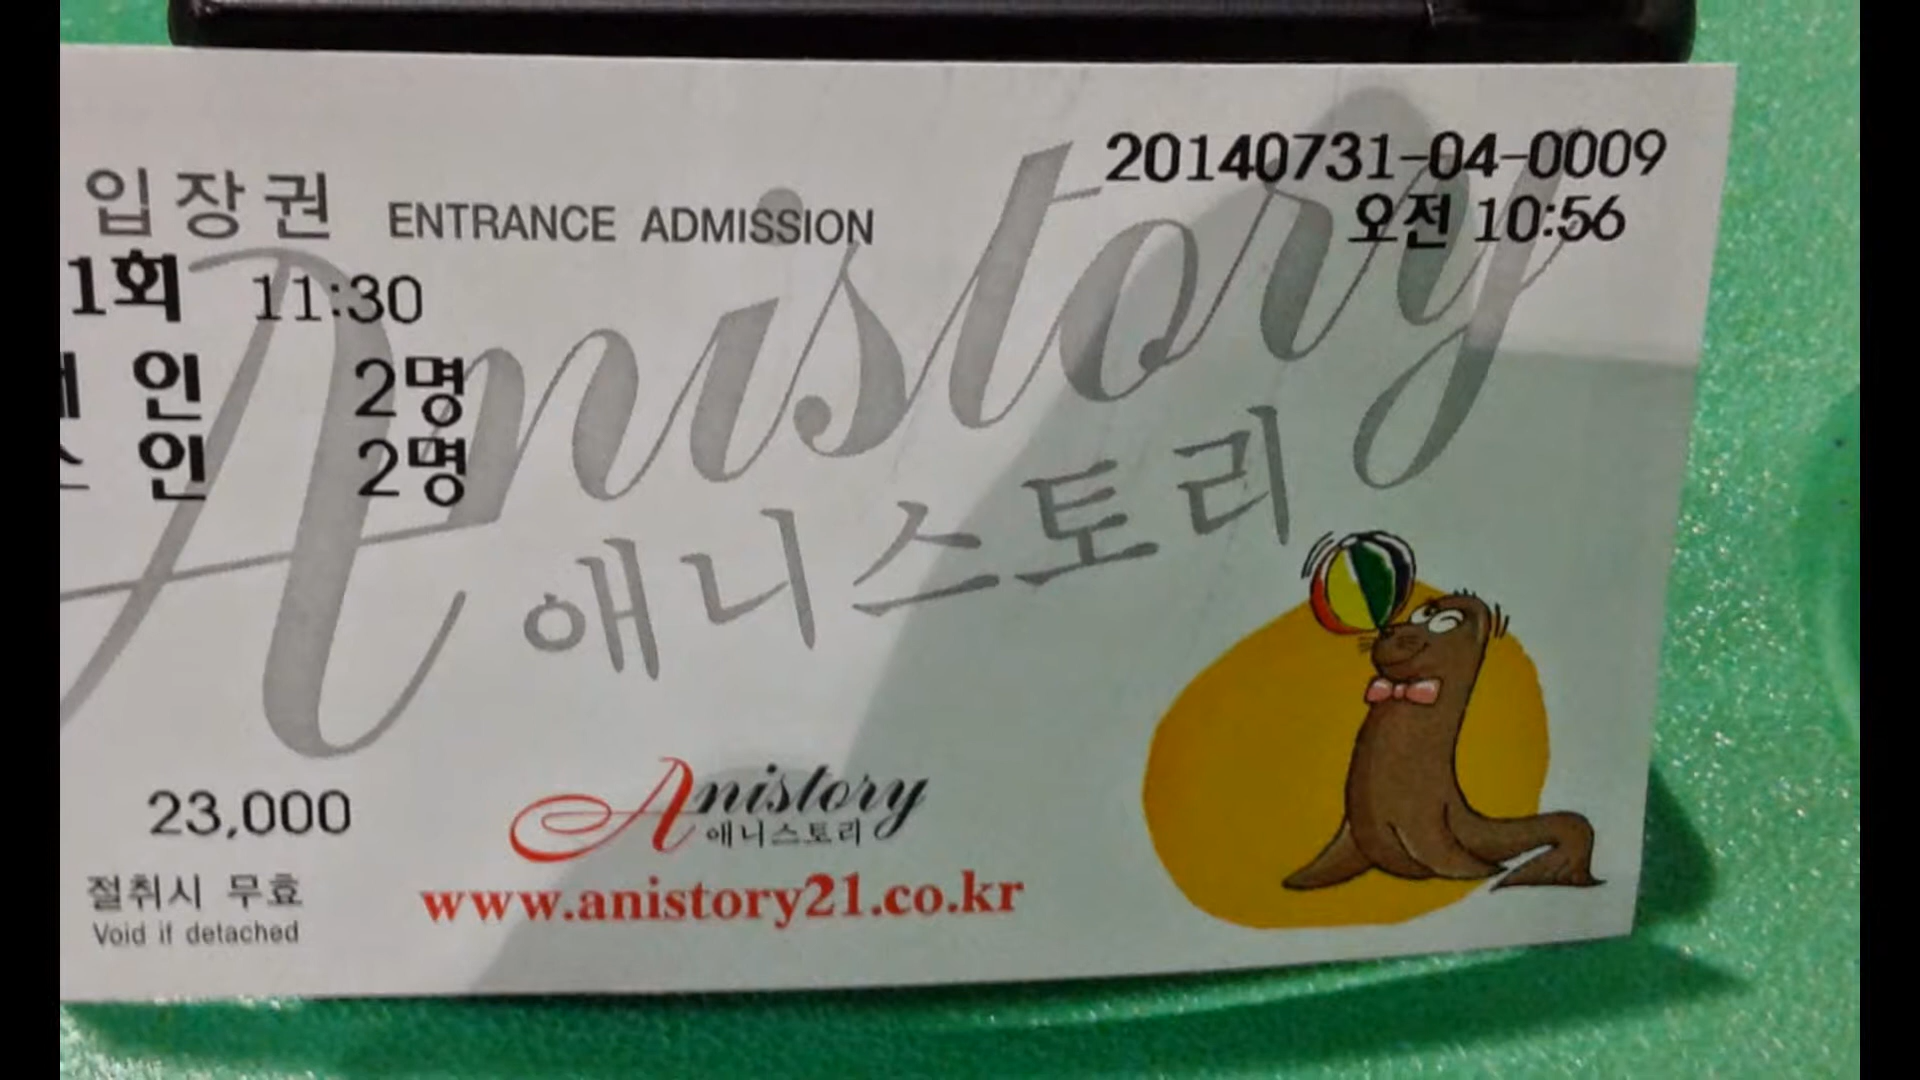 20140731-04-0009
입장권 ENTRANCE ADMISSION
오전 10:56
1회 11:30
인 2명
인 2명
Anistory
애니스토리
23,000
Anistory
애니스토리
절취시 무효
www.anistory21.co.kr
Void if detached